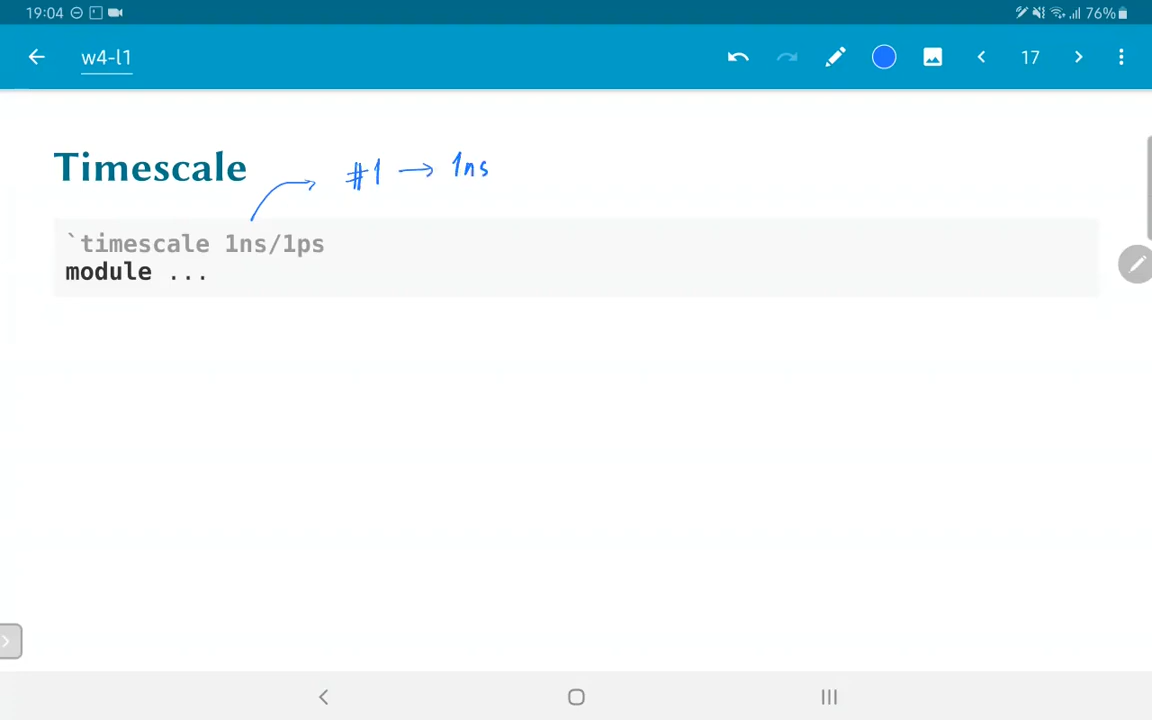 19:04 76%
w4-l1 17
Timescale
#1 → 1ns
`timescale 1ns/1ps
module ...